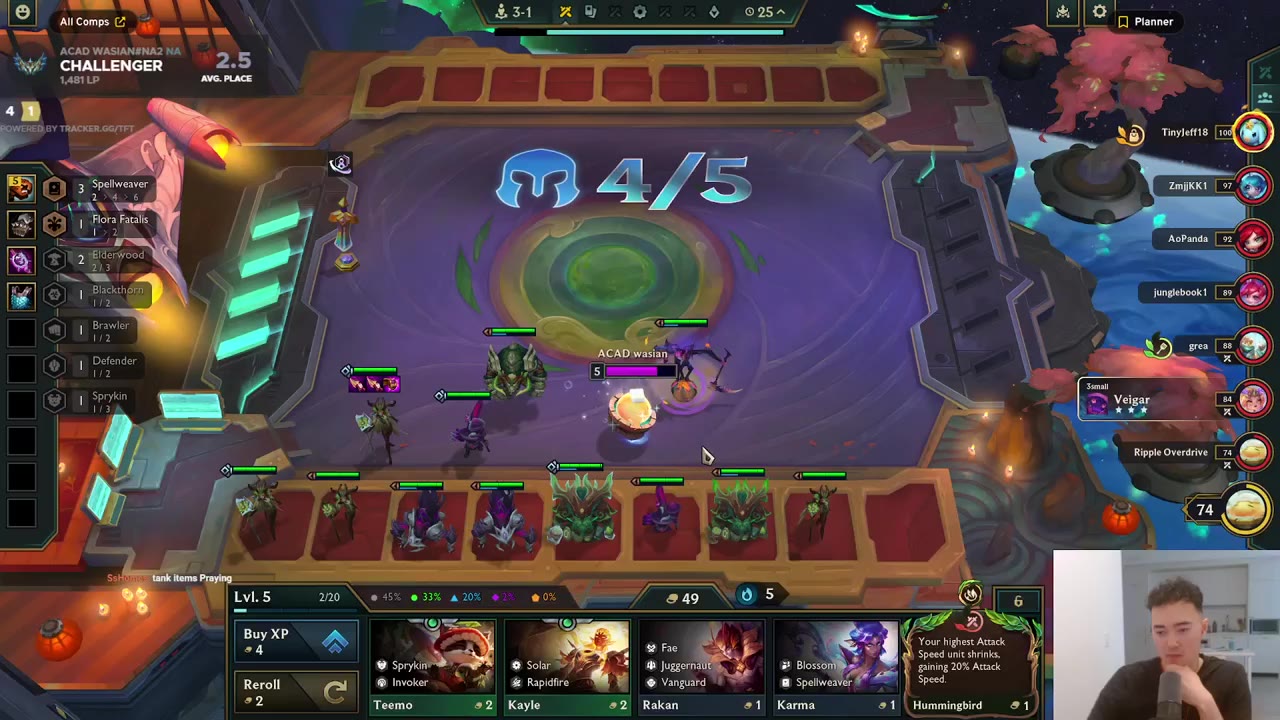 All Comps
ACAD WASIAN#NA2 NA
CHALLENGER
1,481 LP
2.5
AVG. PLACE
4 1
POWERED BY TRACKER.GG/TFT
3-1
25
Planner
4/5
3 Spellweaver
2 > 4 > 6
1 Flora Fatalis
1 > 2
2 Elderwood
2 / 3
1 Blackthorn
1 / 2
1 Brawler
1 / 2
1 Defender
1 / 2
1 Sprykin
1 / 3
TinyJeff18 100
ZmjjKK1 97
AoPanda 92
junglebook1 89
grea 88
3small
Veigar 84
Ripple Overdrive 74
74
ACAD wasian
5
tank items Praying
Lvl. 5 2/20
45% 33% 20% 2% 0%
49
5
6
Buy XP
4
Reroll
2
Sprykin
Invoker
Teemo 2
Solar
Rapidfire
Kayle 2
Fae
Juggernaut
Vanguard
Rakan 1
Blossom
Spellweaver
Karma 1
Your highest Attack
Speed unit shrinks,
gaining 20% Attack
Speed.
Hummingbird 1